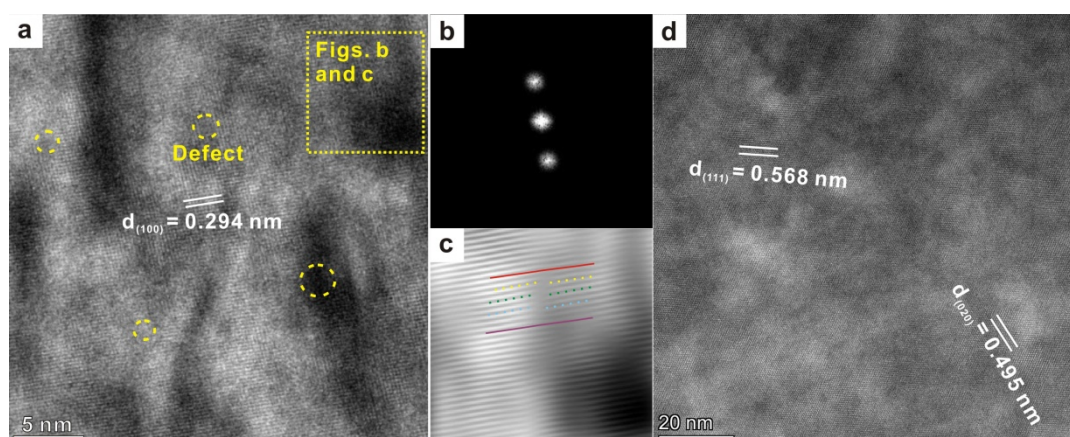 a
Figs. b
and c
Defect
d(100) = 0.294 nm
5 nm
b
c
d
d(111) = 0.568 nm
d(020) = 0.495 nm
20 nm